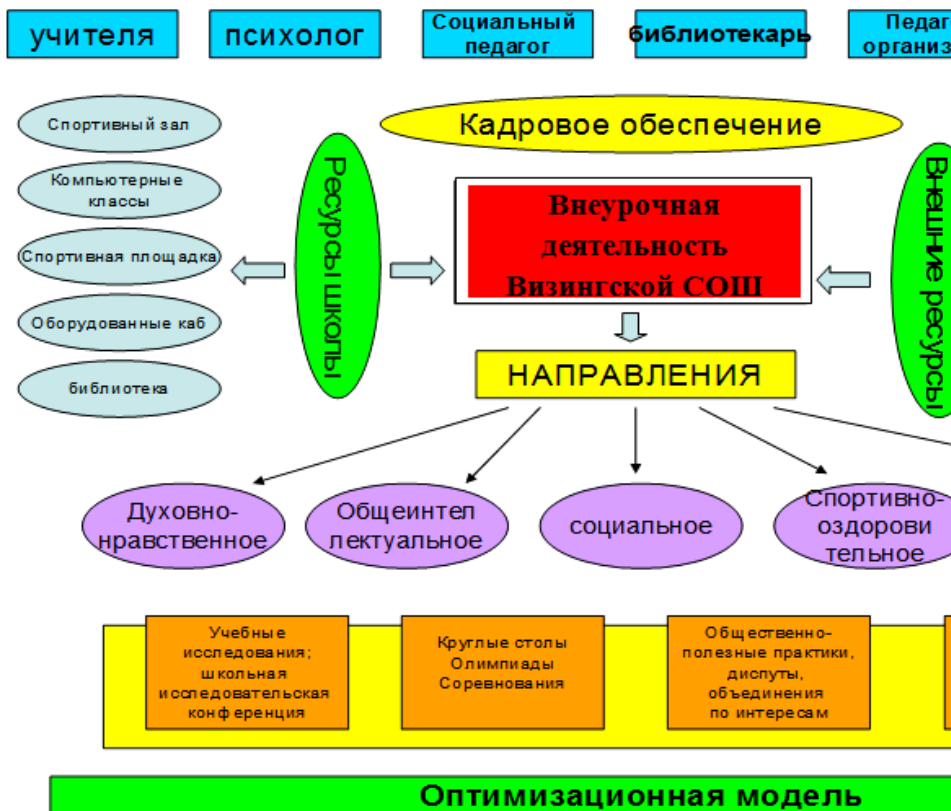 учителя
психолог
Социальный
педагог
библиотекарь
Спортивный зал
Компьютерные
классы
Спортивная площадка
Оборудованные каб
библиотека
Ресурсы школы
Кадровое обеспечение
Внеурочная
деятельность
Визингской СОШ
Внешние ресурсы
НАПРАВЛЕНИЯ
Духовно-
нравственное
Общеинтел
лектуальное
социальное
Спортивно-
оздорови
тельное
Учебные
исследования;
школьная
исследовательская
конференция
Круглые столы
Олимпиады
Соревнования
Общественно-
полезные практики,
диспуты,
объединения
по интересам
Оптимизационная модель